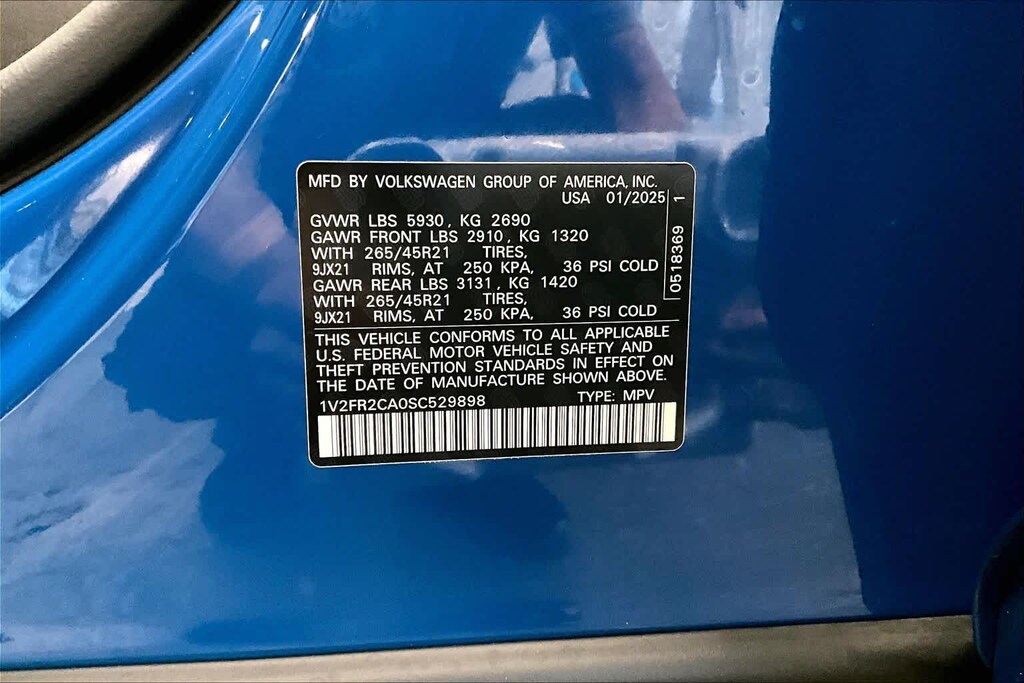 MFD BY VOLKSWAGEN GROUP OF AMERICA, INC.
USA 01/2025
GVWR LBS 5930, KG 2690
GAWR FRONT LBS 2910, KG 1320
WITH 265/45R21 TIRES,
9JX21 RIMS, AT 250 KPA, 36 PSI COLD
GAWR REAR LBS 3131, KG 1420
WITH 265/45R21 TIRES,
9JX21 RIMS, AT 250 KPA, 36 PSI COLD
0518369 1
THIS VEHICLE CONFORMS TO ALL APPLICABLE
U.S. FEDERAL MOTOR VEHICLE SAFETY AND
THEFT PREVENTION STANDARDS IN EFFECT ON
THE DATE OF MANUFACTURE SHOWN ABOVE.
1V2FR2CA0SC529898 TYPE: MPV